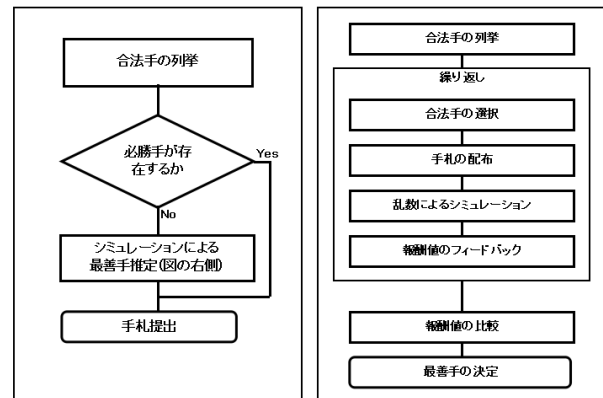 合法手の列挙
必勝手が存
在するか
Yes
No
シミュレーションによる
最善手推定(図の右側)
手札提出
合法手の列挙
繰り返し
合法手の選択
手札の配布
乱数によるシミュレーション
報酬値のフィードバック
報酬値の比較
最善手の決定